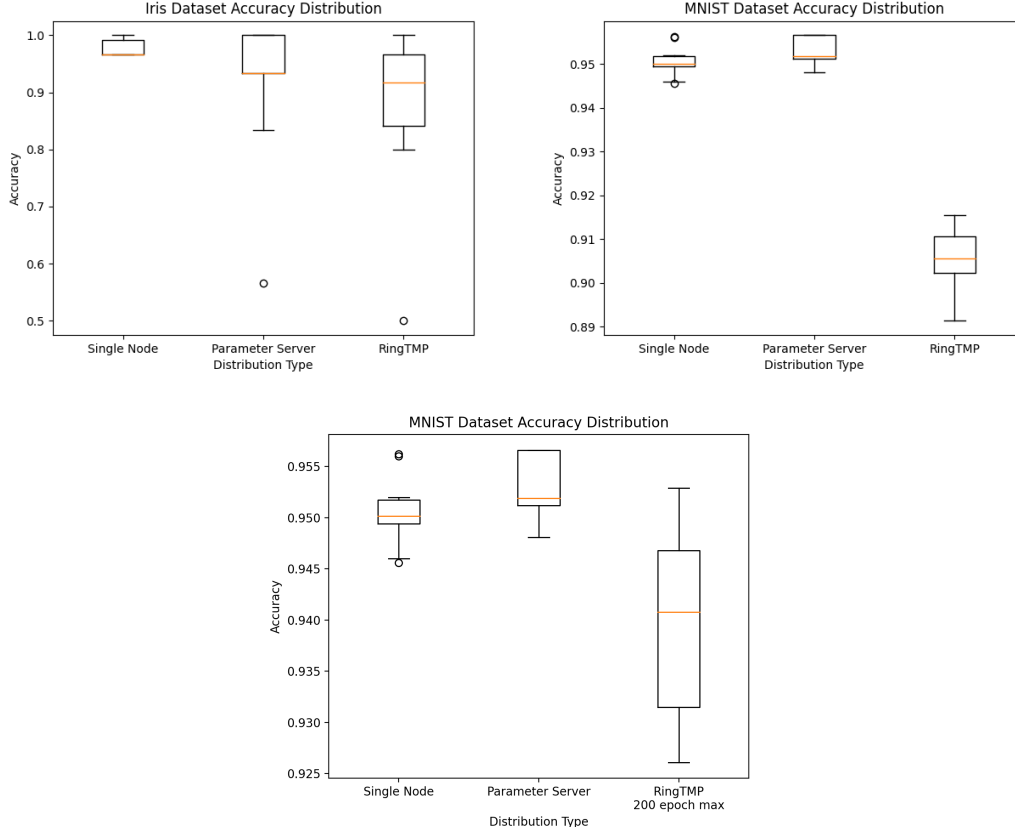 Iris Dataset Accuracy Distribution
1.0
0.9
0.8
0.7
0.6
0.5
Accuracy
Single Node Parameter Server RingTMP
Distribution Type
MNIST Dataset Accuracy Distribution
0.95
0.94
0.93
0.92
0.91
0.90
0.89
Accuracy
Single Node Parameter Server RingTMP
Distribution Type
MNIST Dataset Accuracy Distribution
0.955
0.950
0.945
0.940
0.935
0.930
0.925
Accuracy
Single Node Parameter Server RingTMP
200 epoch max
Distribution Type